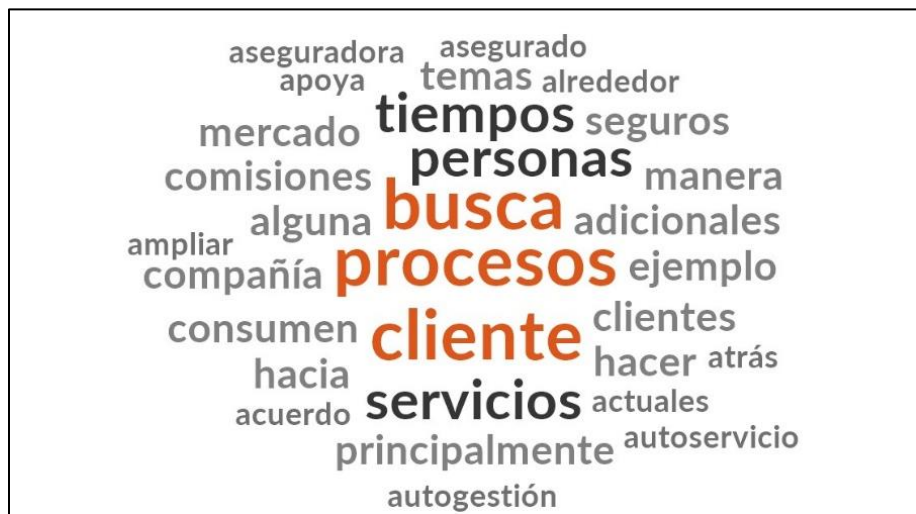 aseguradora asegurado
apoya temas alrededor
tiempos seguros
mercado personas
comisiones busca manera
alguna adicionales
ampliar procesos ejemplo
compañía
consumen cliente clientes
hacia hacer atrás
acuerdo servicios actuales
principalmente autoservicio
autogestión